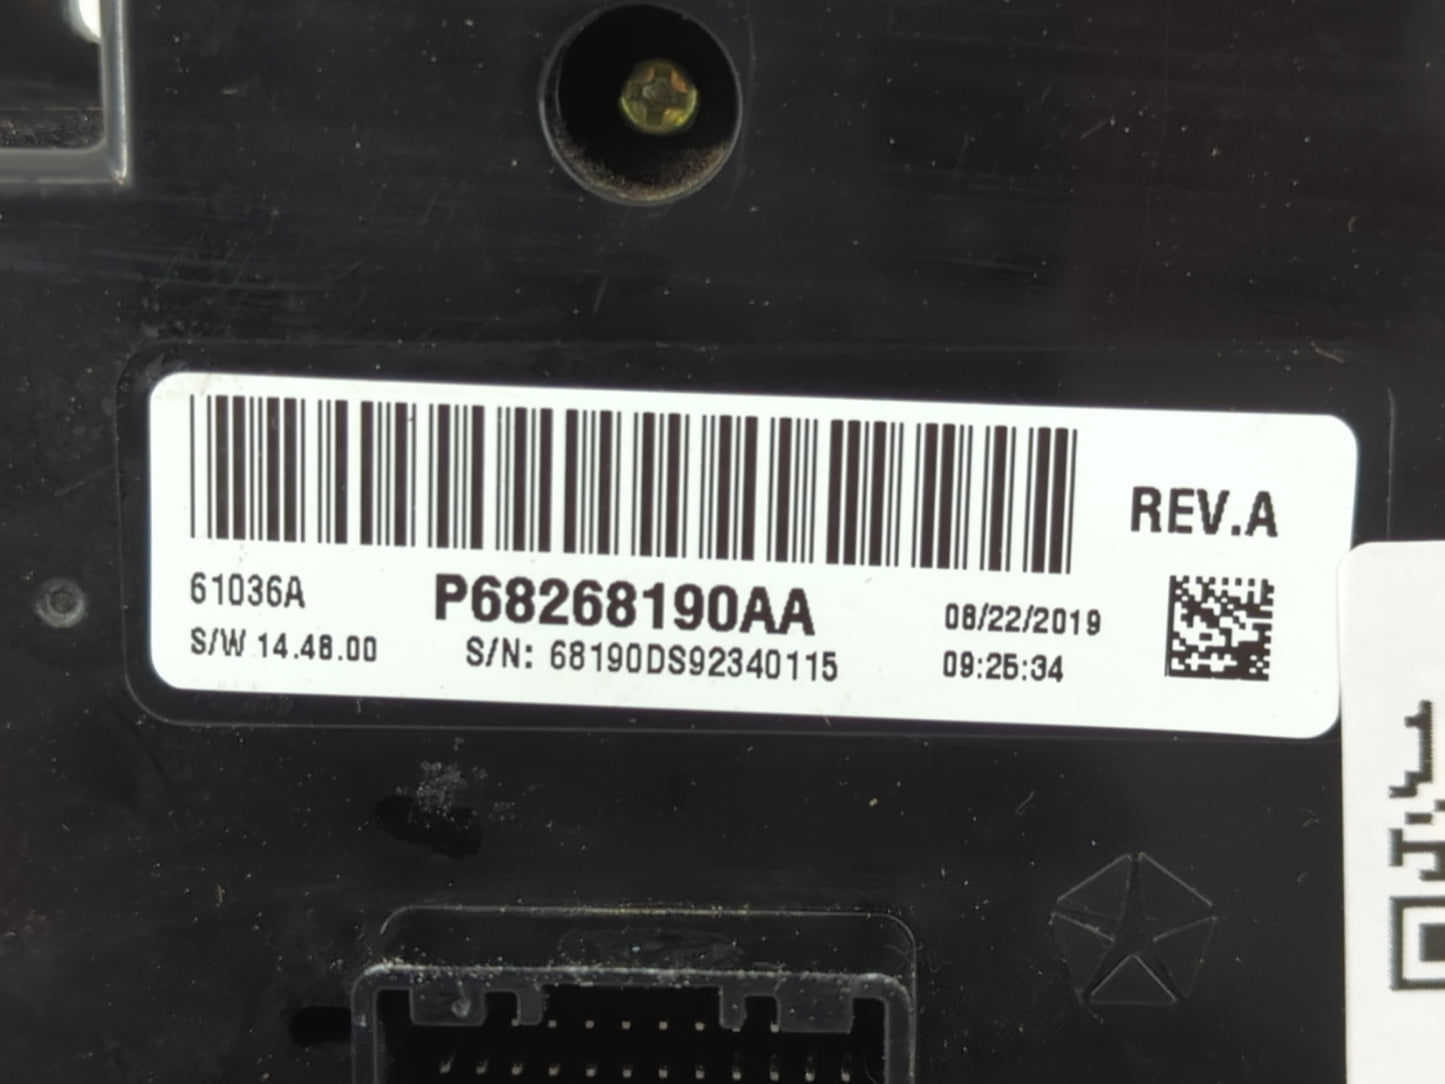 REV.A
61036A P68268190AA 08/22/2019
S/W 14.48.00 S/N: 68190DS92340115 09:25:34